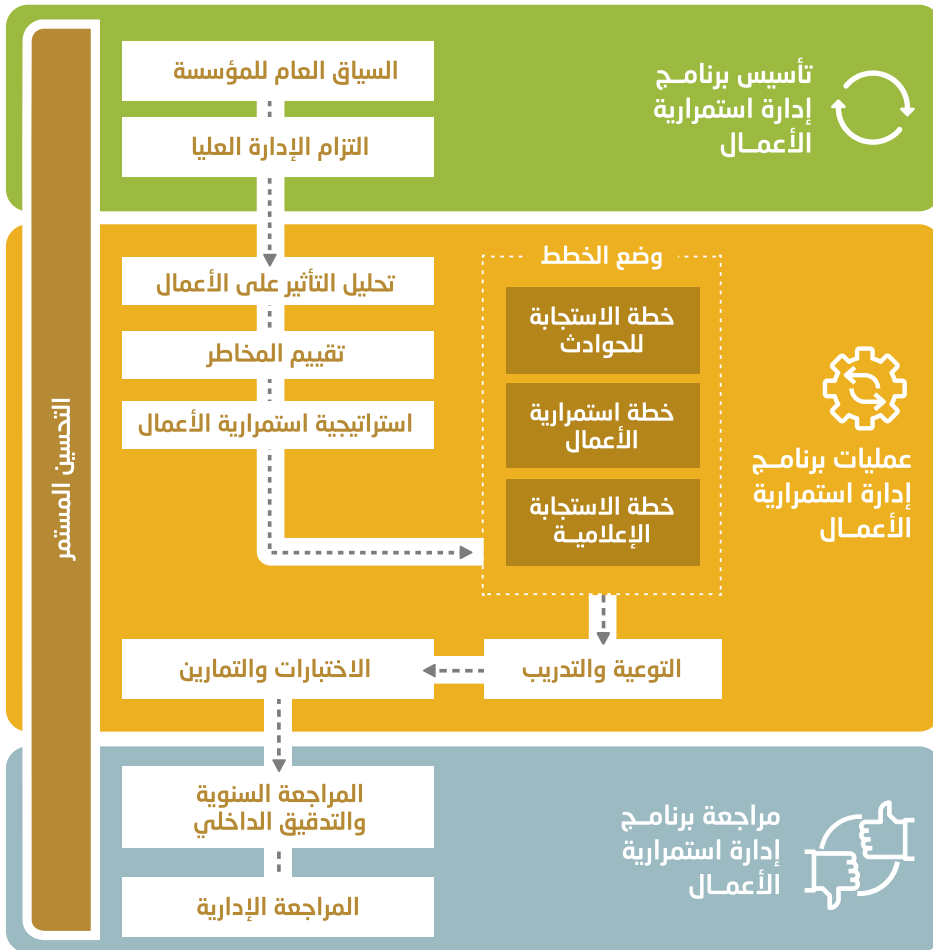 تأسيس برنامـج
إدارة استمرارية
الأعمـال
السياق العام للمؤسسة
التزام الإدارة العليا
عمليات برنامـج
إدارة استمرارية
الأعمـال
تحليل التأثير على الأعمال
تقييم المخاطر
استراتيجية استمرارية الأعمال
وضع الخطط
خطة الاستجابة
للحوادث
خطة استمرارية
الأعمال
خطة الاستجابة
الإعلاميـة
التوعية والتدريب
الاختبارات والتمارين
مراجعة برنامـج
إدارة استمرارية
الأعمـال
المراجعة السنوية
والتدقيق الداخلي
المراجعة الإدارية
التحسين المستمر